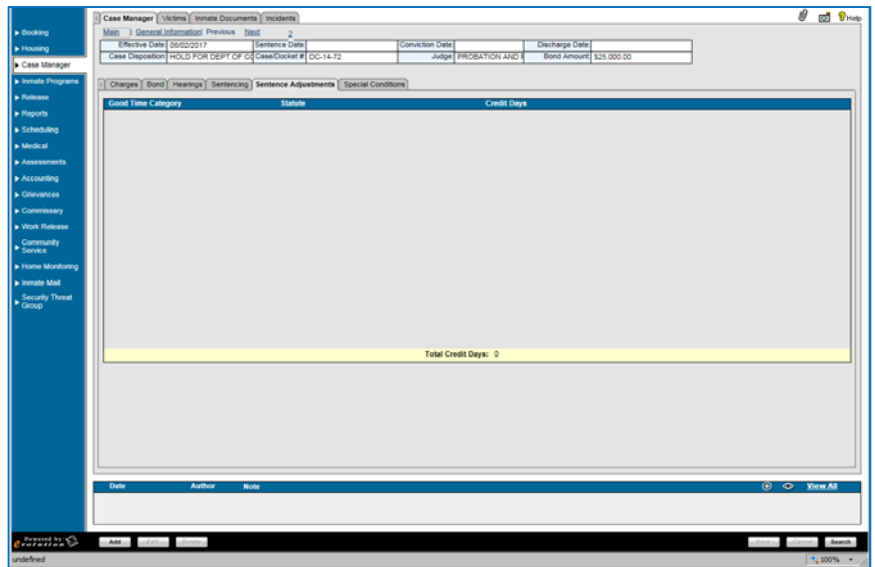 Case Manager Victims Inmate Documents Incidents
Help
Main General Information Previous Next 2
Effective Date: 08/02/2017 Sentence Date: Conviction Date: Discharge Date:
Case Disposition: HOLD FOR DEPT OF CO Case/Docket #: DC-14-72 Judge: PROBATION AND Bond Amount: $25,000.00
Booking
Housing
Case Manager
Inmate Programs
Release
Reports
Scheduling
Medical
Assessments
Accounting
Grievances
Commissary
Work Release
Community
Service
Home Monitoring
Inmate Mail
Security Threat
Group
Charges Bond Hearings Sentencing Sentence Adjustments Special Conditions
Good Time Category Statute Credit Days
Total Credit Days: 0
Date Author Note View All
Powered by:
evolution
Add Edit Delete Save Cancel Search
undefined 100%